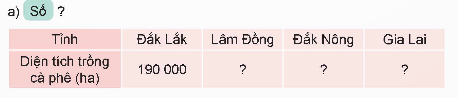 a) Số ?
Tỉnh Đắk Lắk Lâm Đồng Đắk Nông Gia Lai
Diện tích trồng
cà phê (ha) 190 000 ? ? ?